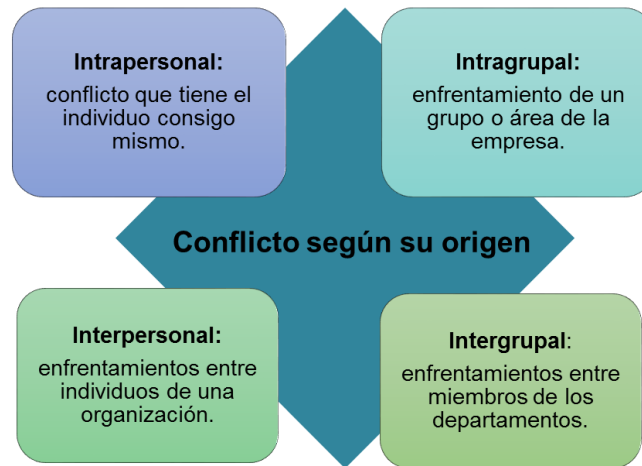 Intrapersonal:
conflicto que tiene el
individuo consigo
mismo.
Intragrupal:
enfrentamiento de un
grupo o área de la
empresa.
Conflicto según su origen
Interpersonal:
enfrentamientos entre
individuos de una
organización.
Intergrupal:
enfrentamientos entre
miembros de los
departamentos.